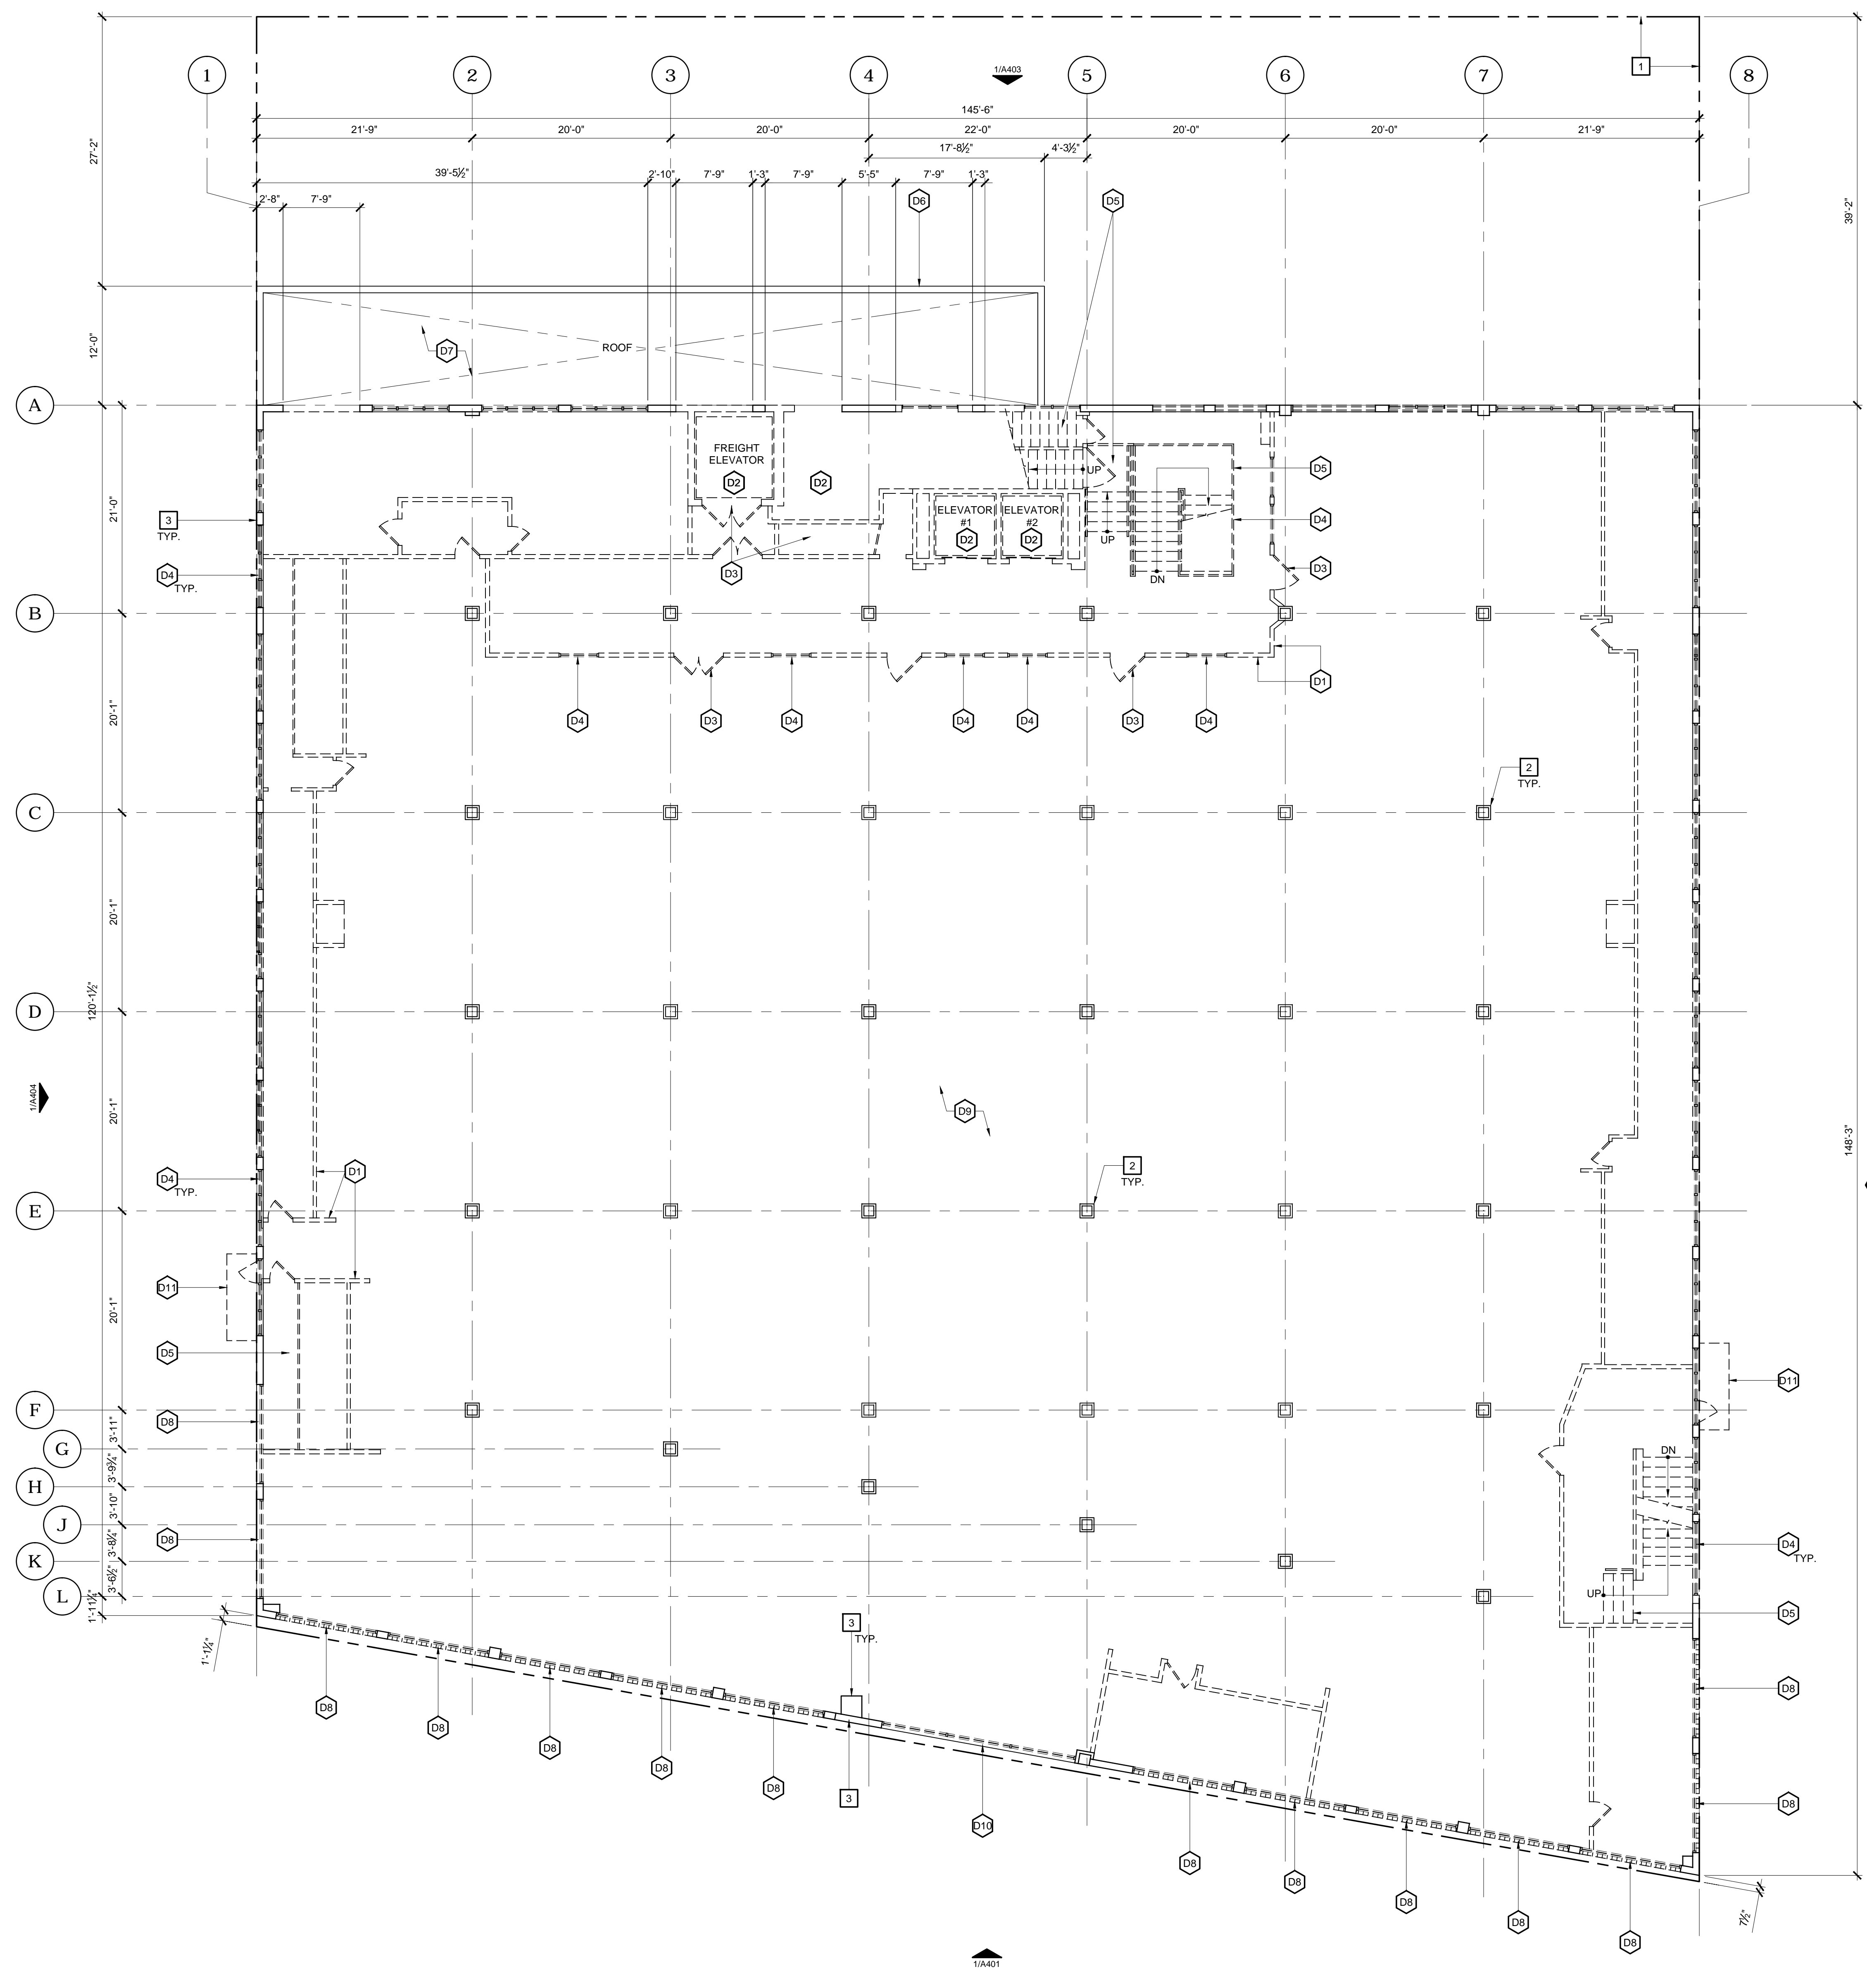 1
2
3
4
1/A403
5
6
7
1
8
145'-6"
21'-9"
20'-0"
20'-0"
22'-0"
20'-0"
20'-0"
21'-9"
17'-8½"
4'-3½"
27'-2"
39'-5½"
2'-10"
7'-9"
1'-3"
7'-9"
5'-5"
7'-9"
1'-3"
2'-8"
7'-9"
D6
D5
39'-2"
12'-0"
D7
ROOF
A
FREIGHT
ELEVATOR
D2
D2
UP
D5
21'-0"
3
TYP.
ELEVATOR
#1
D2
ELEVATOR
#2
D2
D4
UP
D4
TYP.
D3
DN
D3
B
D1
20'-1"
D4
D3
D4
D4
D4
D3
D4
2
TYP.
C
20'-1"
120'-1½"
D
1/A404
20'-1"
D9
148'-3"
D4
TYP.
D1
2
TYP.
E
D11
20'-1"
D5
D11
F
D8
3'-11"
G
DN
3'-9¾"
H
3'-10"
J
D8
D4
TYP.
3'-8¼"
K
3'-6½"
L
UP
1'-11¼"
D5
1'-1¼"
3
TYP.
D8
D8
D8
D8
D8
D8
3
D10
D8
D8
D8
D8
D8
D8
7½"
1/A401